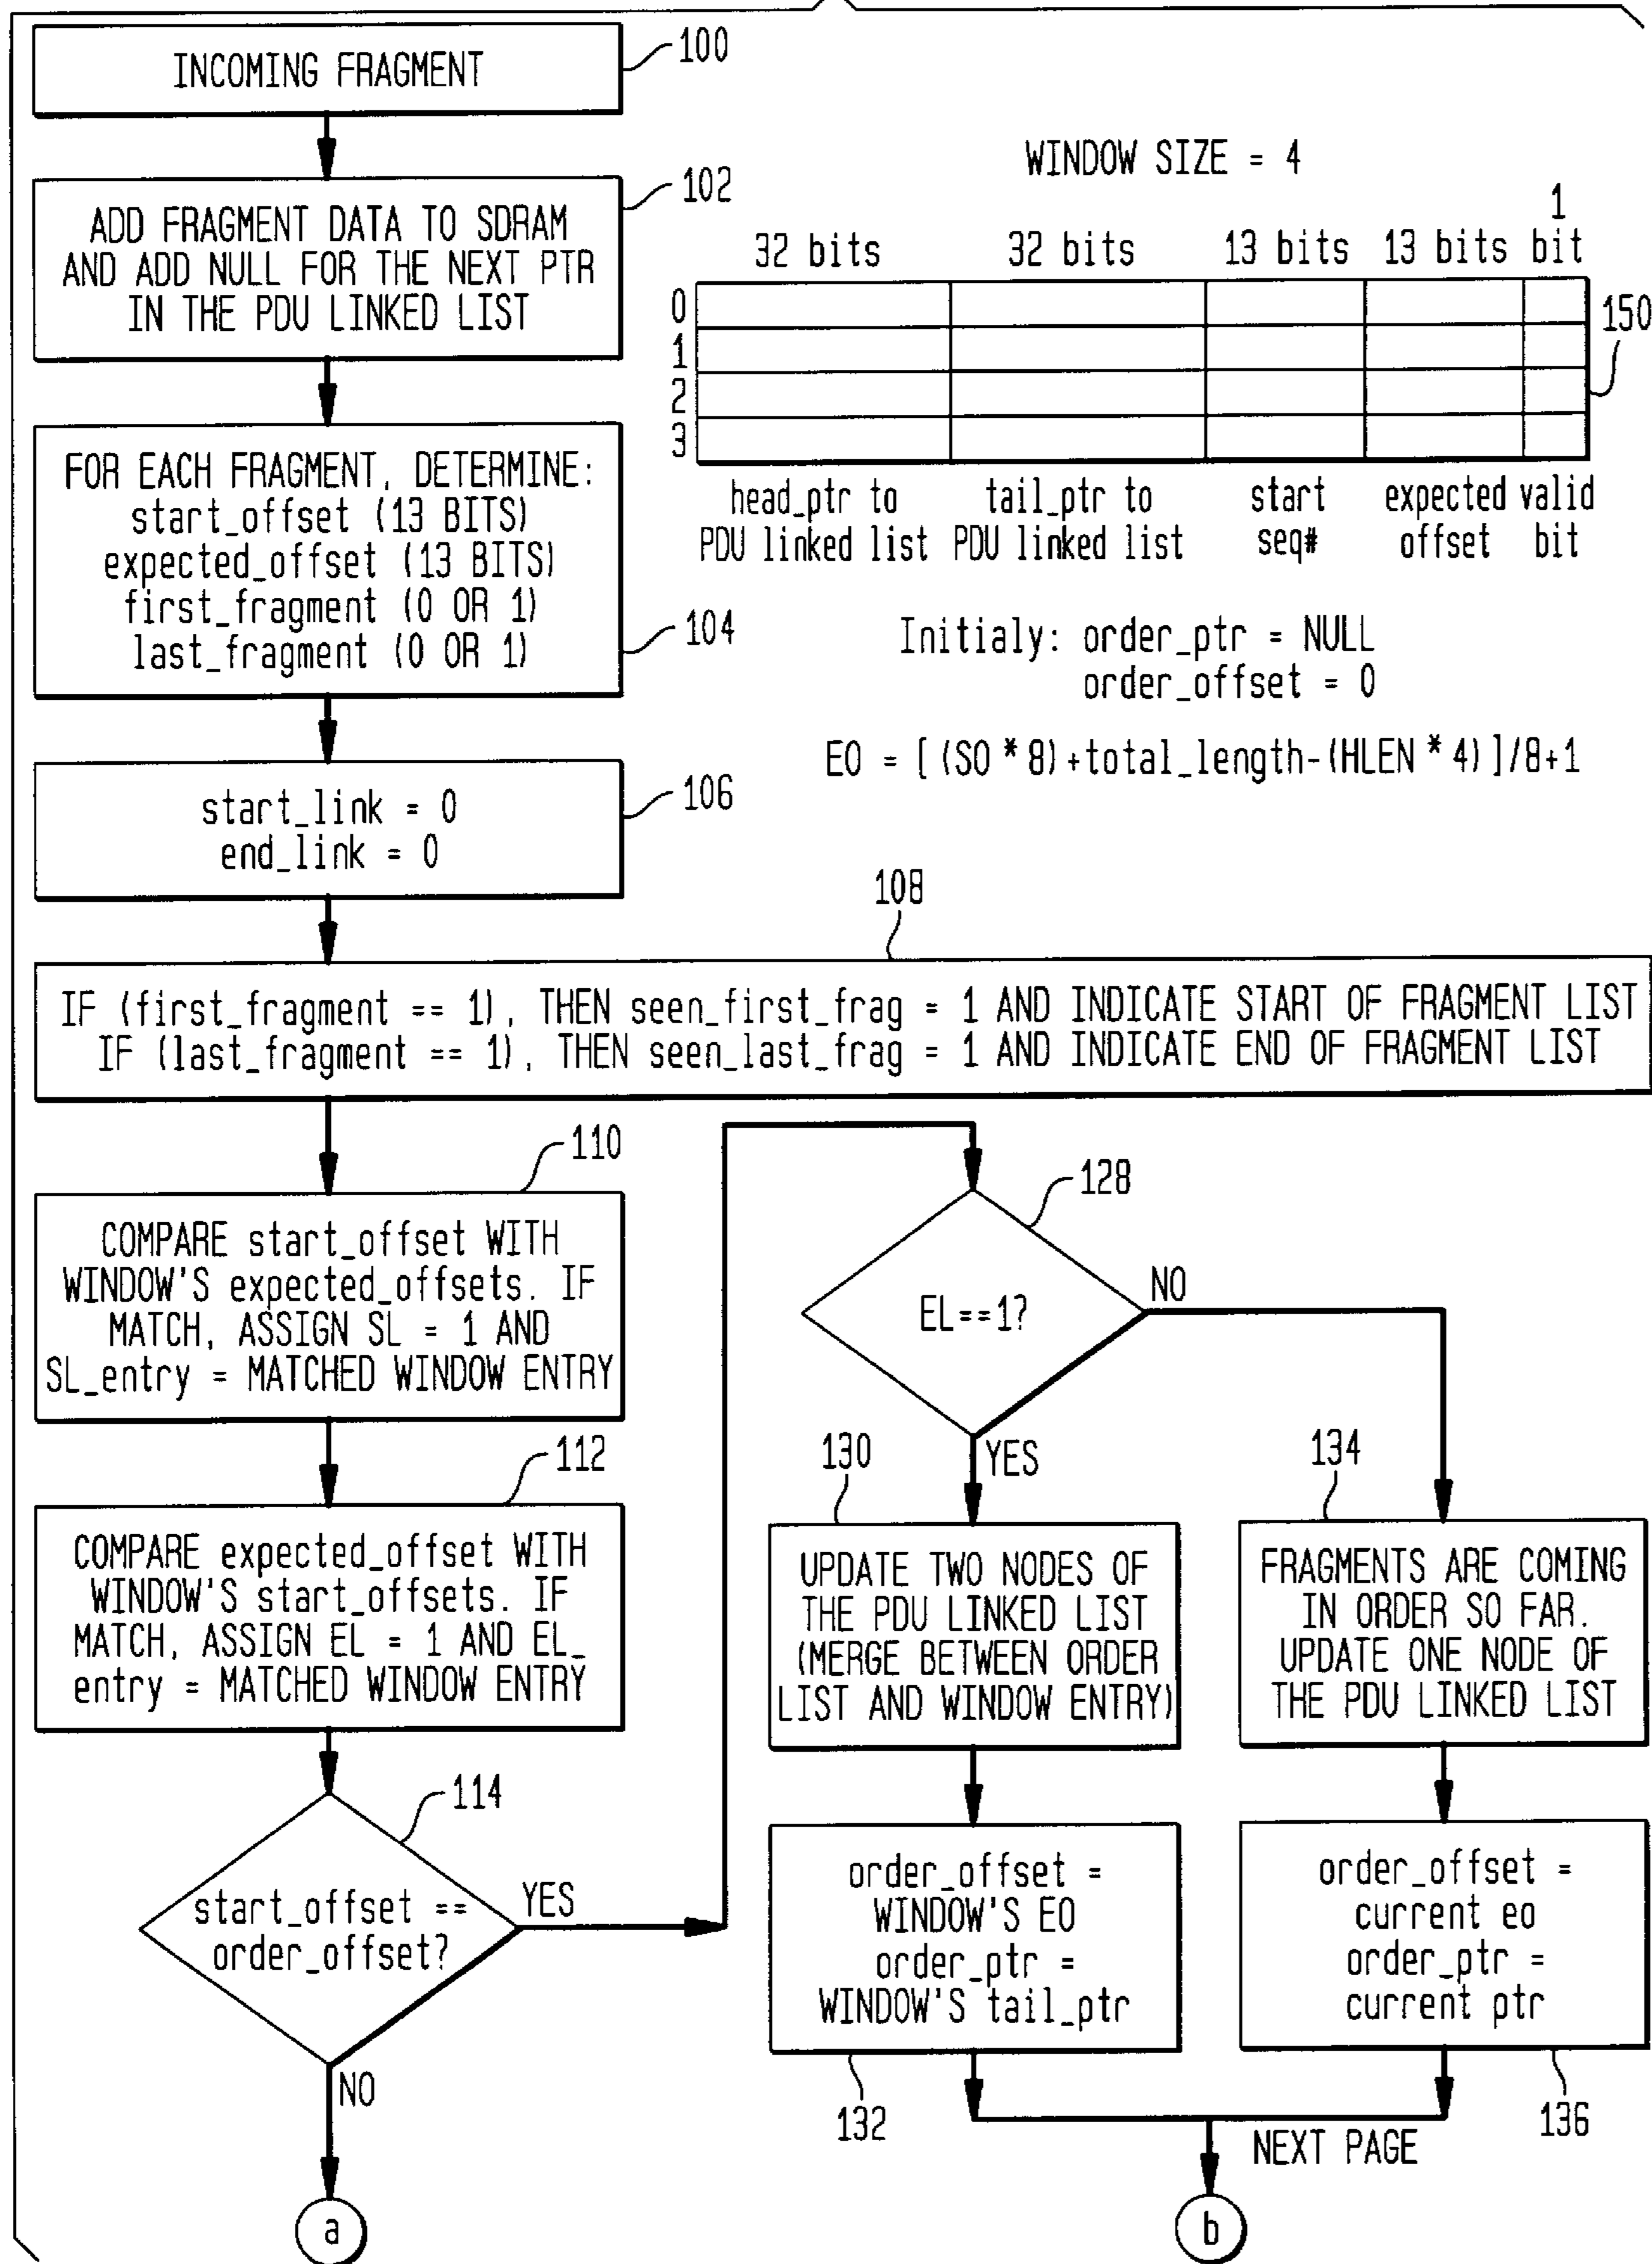 INCOMING FRAGMENT
100
ADD FRAGMENT DATA TO SDRAM
AND ADD NULL FOR THE NEXT PTR
IN THE PDU LINKED LIST
102
WINDOW SIZE = 4
32 bits
32 bits
13 bits
13 bits
1
bit
0
1
2
3
150
head_ptr to
PDU linked list
tail_ptr to
PDU linked list
start
seq#
expected
offset
valid
bit
FOR EACH FRAGMENT, DETERMINE:
start_offset (13 BITS)
expected_offset (13 BITS)
first_fragment (0 OR 1)
last_fragment (0 OR 1)
104
Initialy: order_ptr = NULL
order_offset = 0
EO = [ (SO * 8)+total_length-(HLEN * 4) ]/8+1
start_link = 0
end_link = 0
106
108
IF (first_fragment == 1), THEN seen_first_frag = 1 AND INDICATE START OF FRAGMENT LIST
IF (last_fragment == 1), THEN seen_last_frag = 1 AND INDICATE END OF FRAGMENT LIST
110
COMPARE start_offset WITH
WINDOW'S expected_offsets. IF
MATCH, ASSIGN SL = 1 AND
SL_entry = MATCHED WINDOW ENTRY
112
COMPARE expected_offset WITH
WINDOW'S start_offsets. IF
MATCH, ASSIGN EL = 1 AND EL_
entry = MATCHED WINDOW ENTRY
114
start_offset ==
order_offset?
YES
NO
a
128
EL==1?
NO
YES
130
UPDATE TWO NODES OF
THE PDU LINKED LIST
(MERGE BETWEEN ORDER
LIST AND WINDOW ENTRY)
134
FRAGMENTS ARE COMING
IN ORDER SO FAR.
UPDATE ONE NODE OF
THE PDU LINKED LIST
order_offset =
WINDOW'S EO
order_ptr =
WINDOW'S tail_ptr
132
order_offset =
current eo
order_ptr =
current ptr
136
NEXT PAGE
b